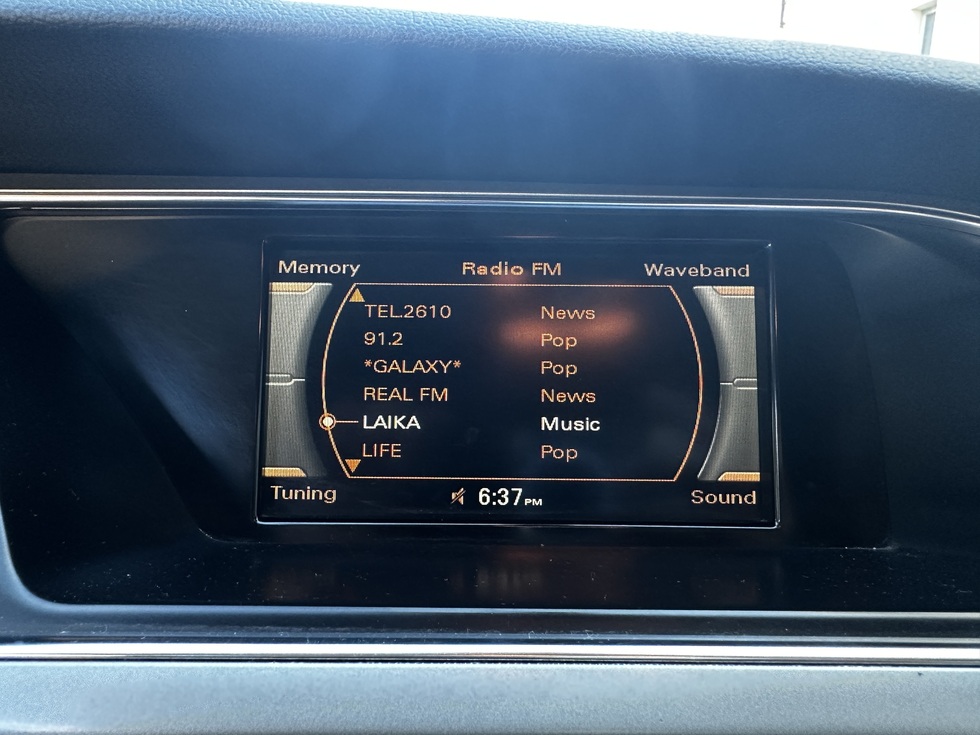 Memory Radio FM Waveband
TEL.2610 News
91.2 Pop
*GALAXY* Pop
REAL FM News
LAIKA Music
LIFE Pop
Tuning 6:37PM Sound